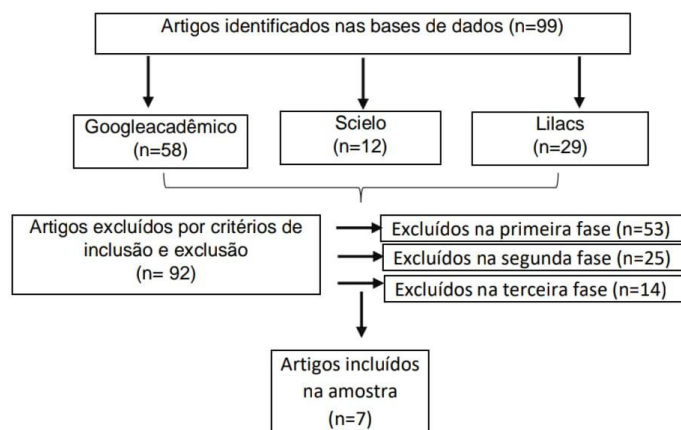 Artigos identificados nas bases de dados (n=99)
Googleacadêmico
(n=58)
Scielo
(n=12)
Lilacs
(n=29)
Artigos excluídos por critérios de
inclusão e exclusão
(n= 92)
Excluídos na primeira fase (n=53)
Excluídos na segunda fase (n=25)
Excluídos na terceira fase (n=14)
Artigos incluídos
na amostra
(n=7)